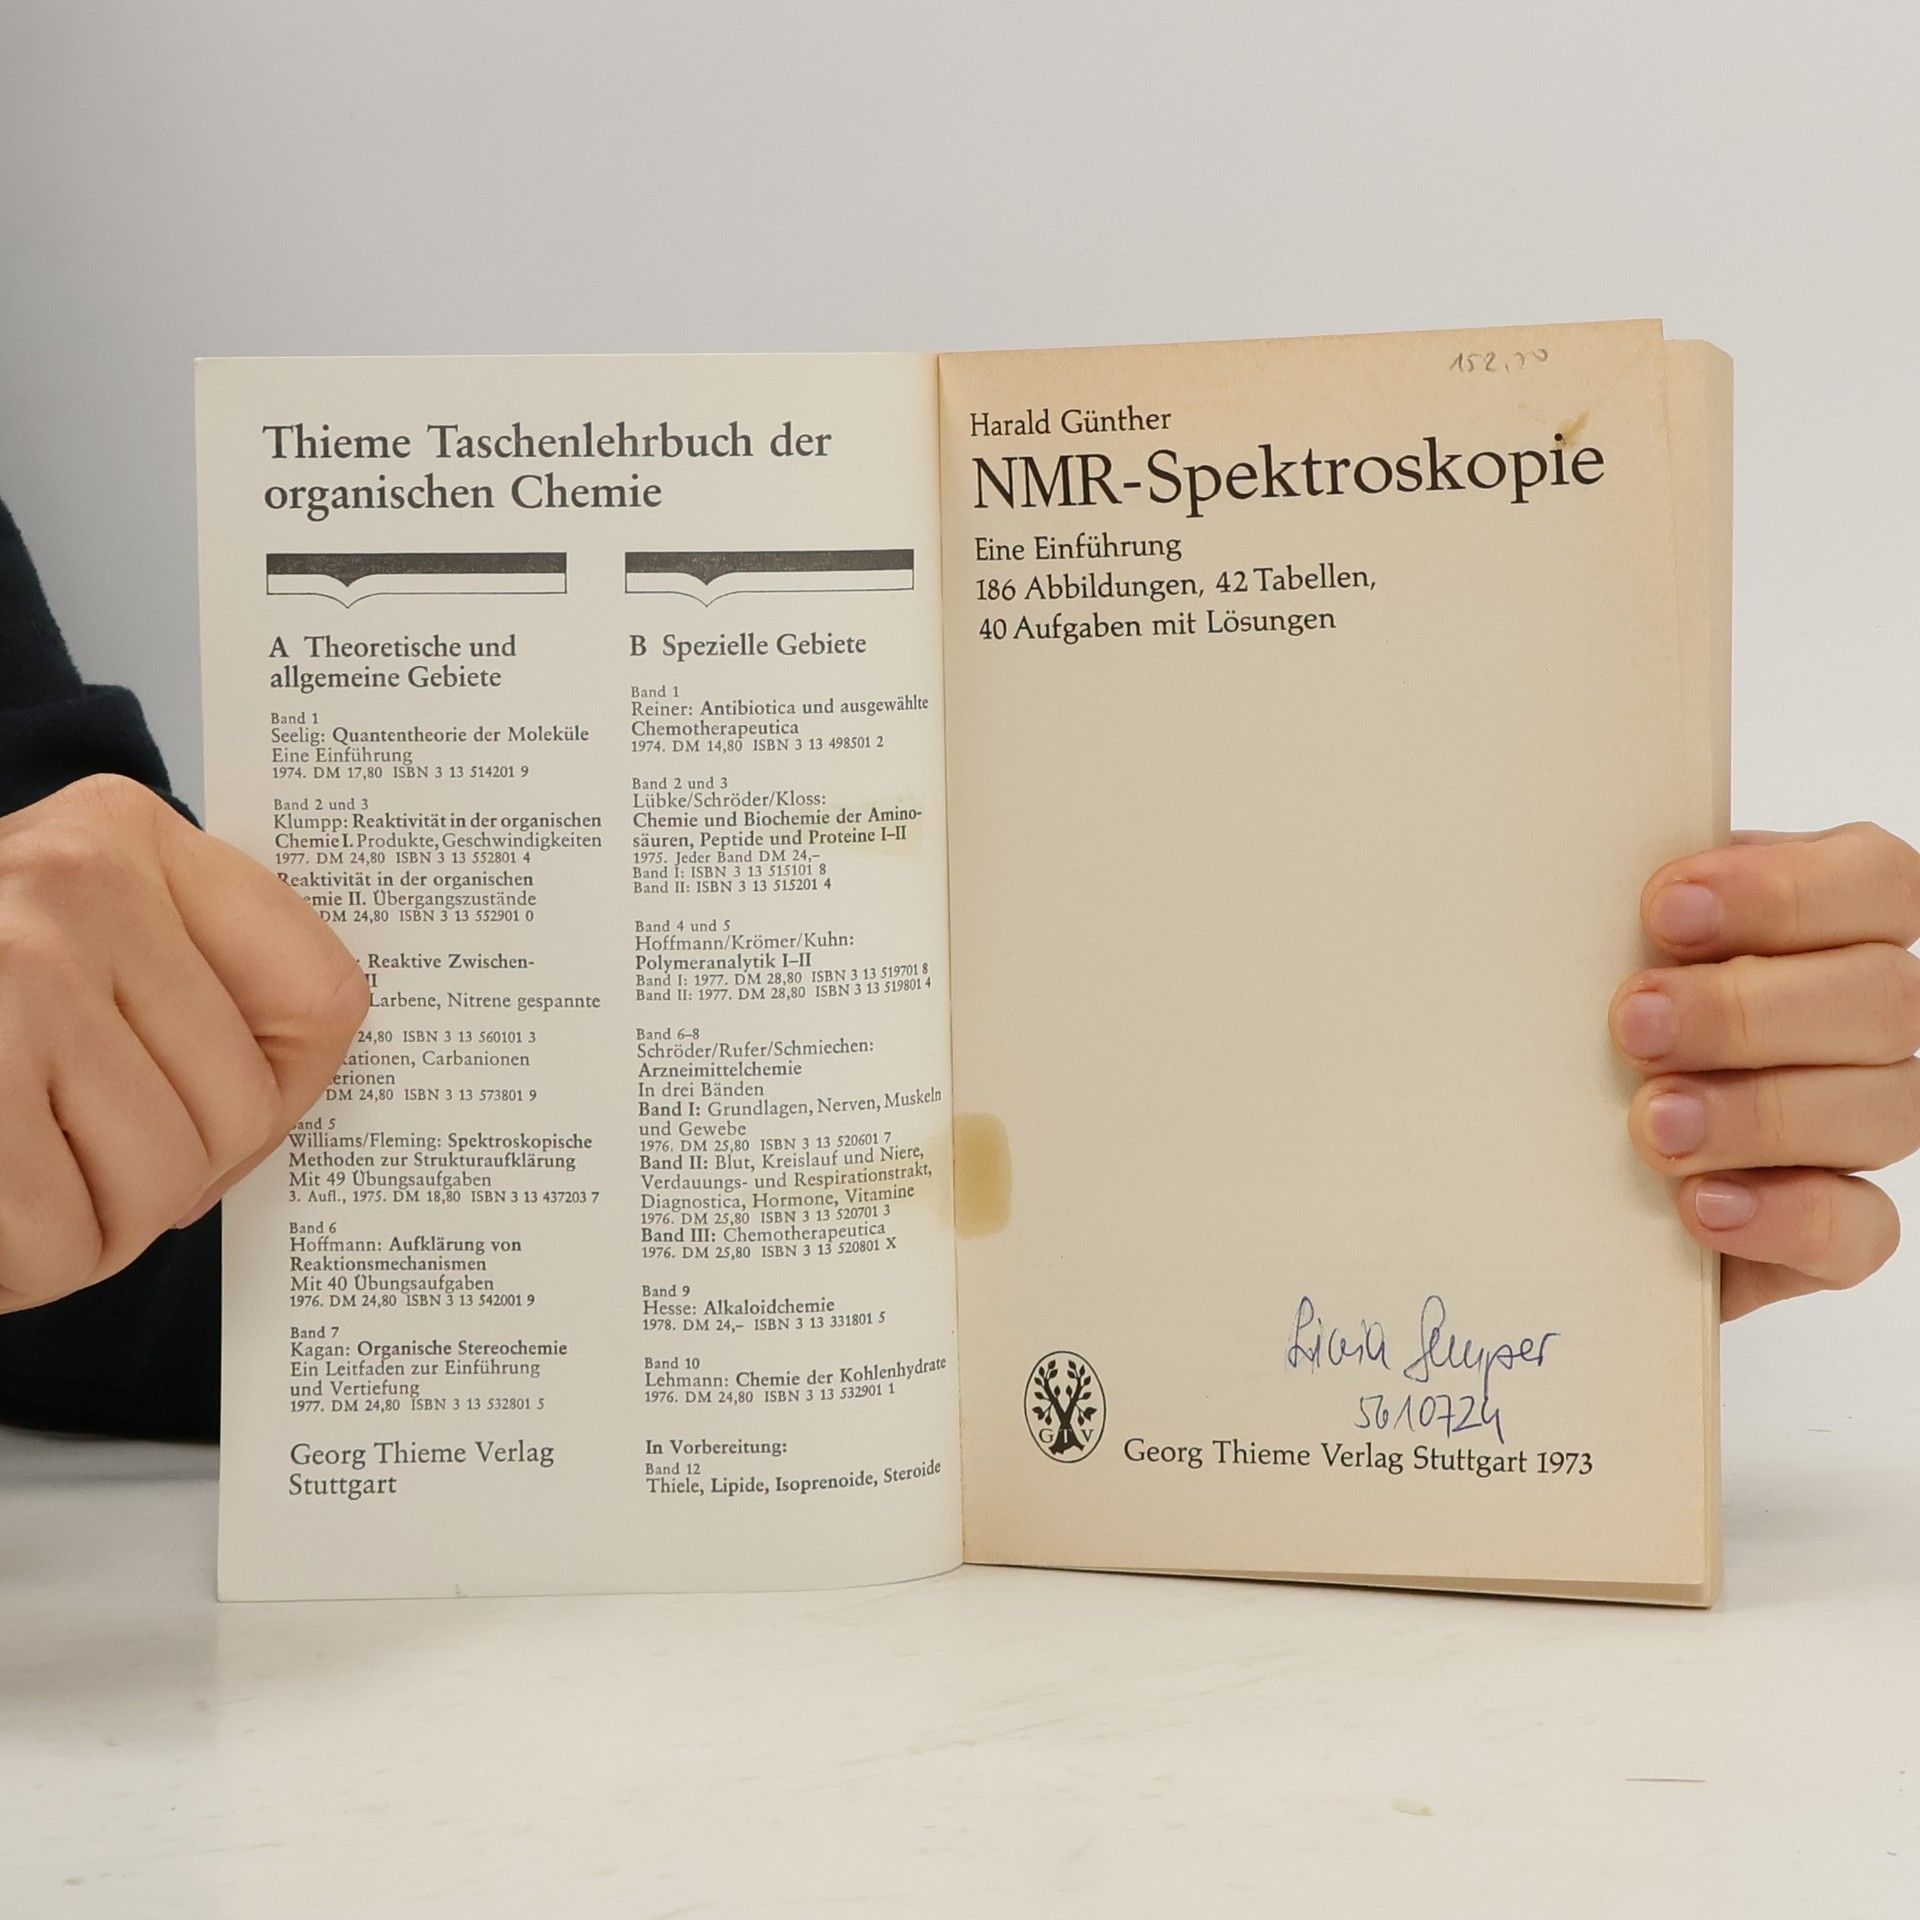 Thieme Taschenlehrbuch der
organischen Chemie
A Theoretische und
allgemeine Gebiete
Band 1
Seelig: Quantentheorie der Moleküle
Eine Einführung
1974. DM 17,80 ISBN 3 13 514201 9
Band 2 und 3
Klumpp: Reaktivität in der organischen
Chemie I. Produkte, Geschwindigkeiten
1977. DM 24,80 ISBN 3 13 552801 4
Reaktivität in der organischen
emie II. Übergangszustände
DM 24,80 ISBN 3 13 552901 0
: Reaktive Zwischen-
II
Carbene, Nitrene gespannte
24,80 ISBN 3 13 560101 3
ationen, Carbanionen
erionen
DM 24,80 ISBN 3 13 573801 9
Band 5
Williams/Fleming: Spektroskopische
Methoden zur Strukturaufklärung
Mit 49 Übungsaufgaben
3. Aufl., 1975. DM 18,80 ISBN 3 13 437203 7
Band 6
Hoffmann: Aufklärung von
Reaktionsmechanismen
Mit 40 Übungsaufgaben
1976. DM 24,80 ISBN 3 13 542001 9
Band 7
Kagan: Organische Stereochemie
Ein Leitfaden zur Einführung
und Vertiefung
1977. DM 24,80 ISBN 3 13 532801 5
Georg Thieme Verlag
Stuttgart
B Spezielle Gebiete
Band 1
Reiner: Antibiotica und ausgewählte
Chemotherapeutica
1974. DM 14,80 ISBN 3 13 498501 2
Band 2 und 3
Lübke/Schröder/Kloss:
Chemie und Biochemie der Amino-
säuren, Peptide und Proteine I–II
1975. Jeder Band DM 24,–
Band I: ISBN 3 13 515101 8
Band II: ISBN 3 13 515201 4
Band 4 und 5
Hoffmann/Krömer/Kuhn:
Polymeranalytik I–II
Band I: 1977. DM 28,80 ISBN 3 13 519701 8
Band II: 1977. DM 28,80 ISBN 3 13 519801 4
Band 6–8
Schröder/Rufer/Schmiechen:
Arzneimittelchemie
In drei Bänden
Band I: Grundlagen, Nerven, Muskeln
und Gewebe
1976. DM 25,80 ISBN 3 13 520601 7
Band II: Blut, Kreislauf und Niere,
Verdauungs- und Respirationstrakt,
Diagnostica, Hormone, Vitamine
1976. DM 25,80 ISBN 3 13 520701 3
Band III: Chemotherapeutica
1976. DM 25,80 ISBN 3 13 520801 X
Band 9
Hesse: Alkaloidchemie
1978. DM 24,– ISBN 3 13 331801 5
Band 10
Lehmann: Chemie der Kohlenhydrate
1976. DM 24,80 ISBN 3 13 532901 1
In Vorbereitung:
Band 12
Thiele, Lipide, Isoprenoide, Steroide
Harald Günther
NMR-Spektroskopie
Eine Einführung
186 Abbildungen, 42 Tabellen,
40 Aufgaben mit Lösungen
5610724
G T V
Georg Thieme Verlag Stuttgart 1973